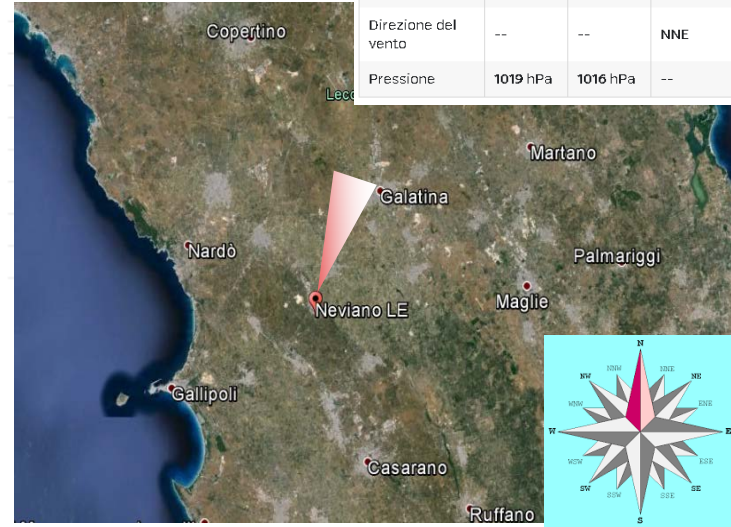 Direzione del
vento
--
--
NNE
Pressione
1019 hPa
1016 hPa
--
Copertino
Martano
Galatina
Nardò
Palmariggi
Maglie
Neviano LE
Gallipoli
Casarano
Ruffano
N
NNW
NNE
NW
NE
WNW
ENE
W
E
WSW
ESE
SW
SE
SSW
SSE
S